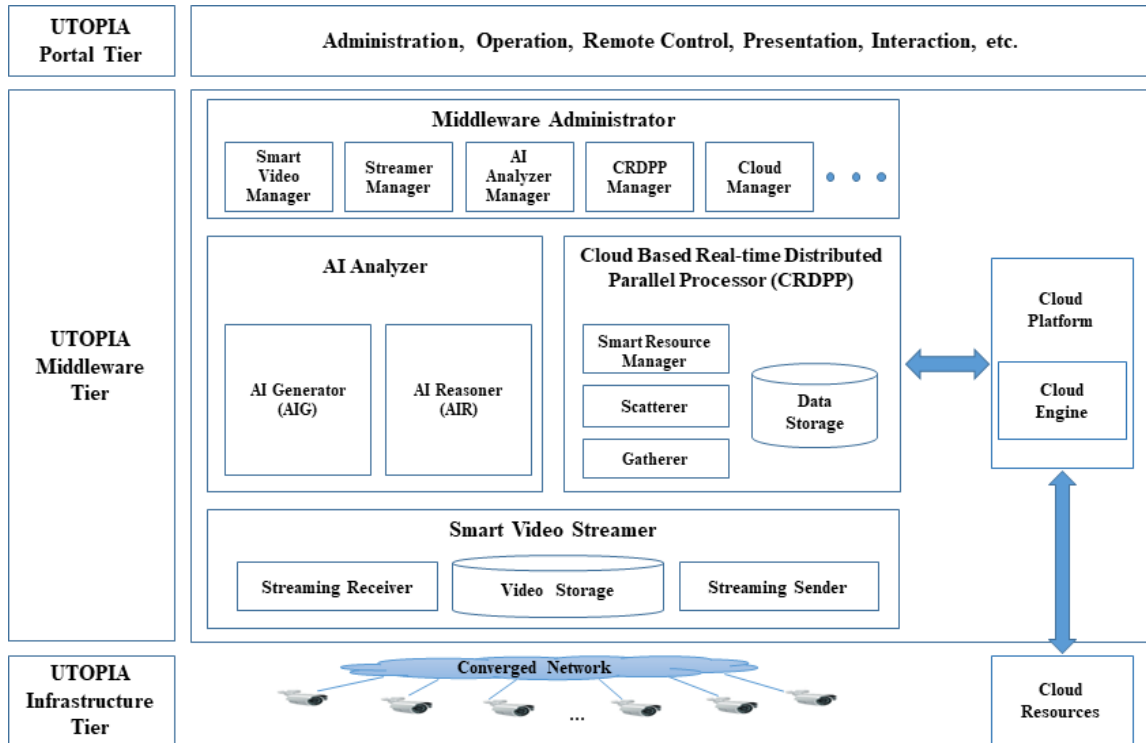 UTOPIA
Portal Tier
Administration, Operation, Remote Control, Presentation, Interaction, etc.
UTOPIA
Middleware
Tier
Middleware Administrator
Smart
Video
Manager
Streamer
Manager
AI
Analyzer
Manager
CRDPP
Manager
Cloud
Manager
AI Analyzer
AI Generator
(AIG)
AI Reasoner
(AIR)
Cloud Based Real-time Distributed
Parallel Processor (CRDPP)
Smart Resource
Manager
Scatterer
Gatherer
Data
Storage
Cloud
Platform
Cloud
Engine
Smart Video Streamer
Streaming Receiver
Video Storage
Streaming Sender
UTOPIA
Infrastructure
Tier
Converged Network
...
Cloud
Resources